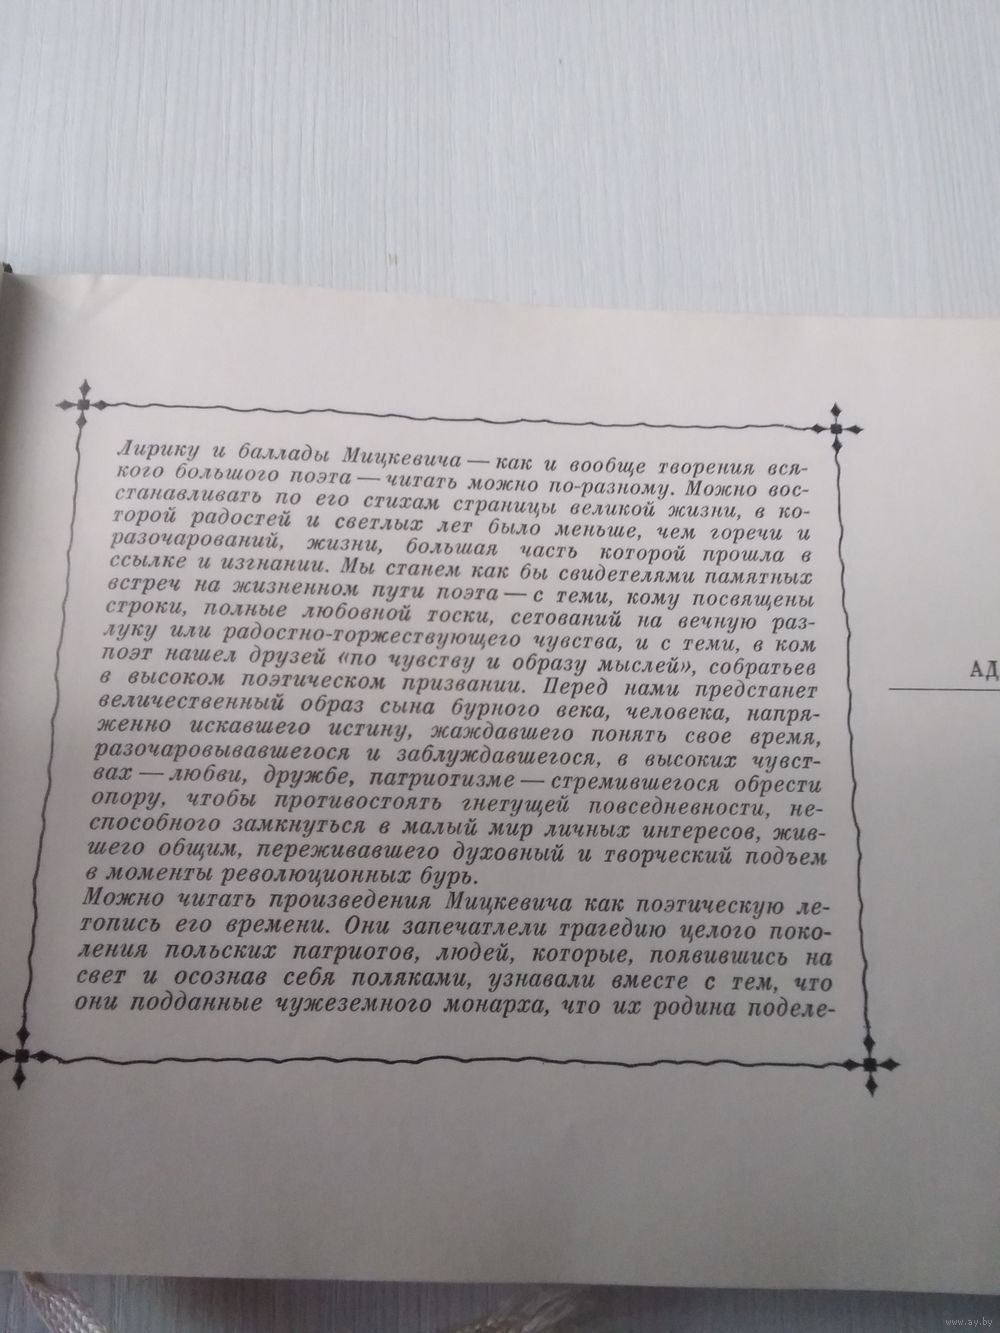 Лирику и баллады Мицкевича — как и вообще творения вся-
кого большого поэта — читать можно по-разному. Можно вос-
станавливать по его стихам страницы великой жизни, в ко-
торой радостей и светлых лет было меньше, чем горечи и
разочарований, жизни, большая часть которой прошла в
ссылке и изгнании. Мы станем как бы свидетелями памятных
встреч на жизненном пути поэта — с теми, кому посвящены
строки, полные любовной тоски, сетований на вечную раз-
луку или радостно-торжествующего чувства, и с теми, в ком
поэт нашел друзей «по чувству и образу мыслей», собратьев
в высоком поэтическом призвании. Перед нами предстанет
величественный образ сына бурного века, человека, напря-
женно искавшего истину, жаждавшего понять свое время,
разочаровывавшегося и заблуждавшегося, в высоких чувст-
вах — любви, дружбе, патриотизме — стремившегося обрести
опору, чтобы противостоять гнетущей повседневности, не-
способного замкнуться в малый мир личных интересов, жив-
шего общим, переживавшего духовный и творческий подъем
в моменты революционных бурь.
Можно читать произведения Мицкевича как поэтическую ле-
топись его времени. Они запечатлели трагедию целого поко-
ления польских патриотов, людей, которые, появившись на
свет и осознав себя поляками, узнавали вместе с тем, что
они подданные чужеземного монарха, что их родина поделе-
АД
www.ay.by